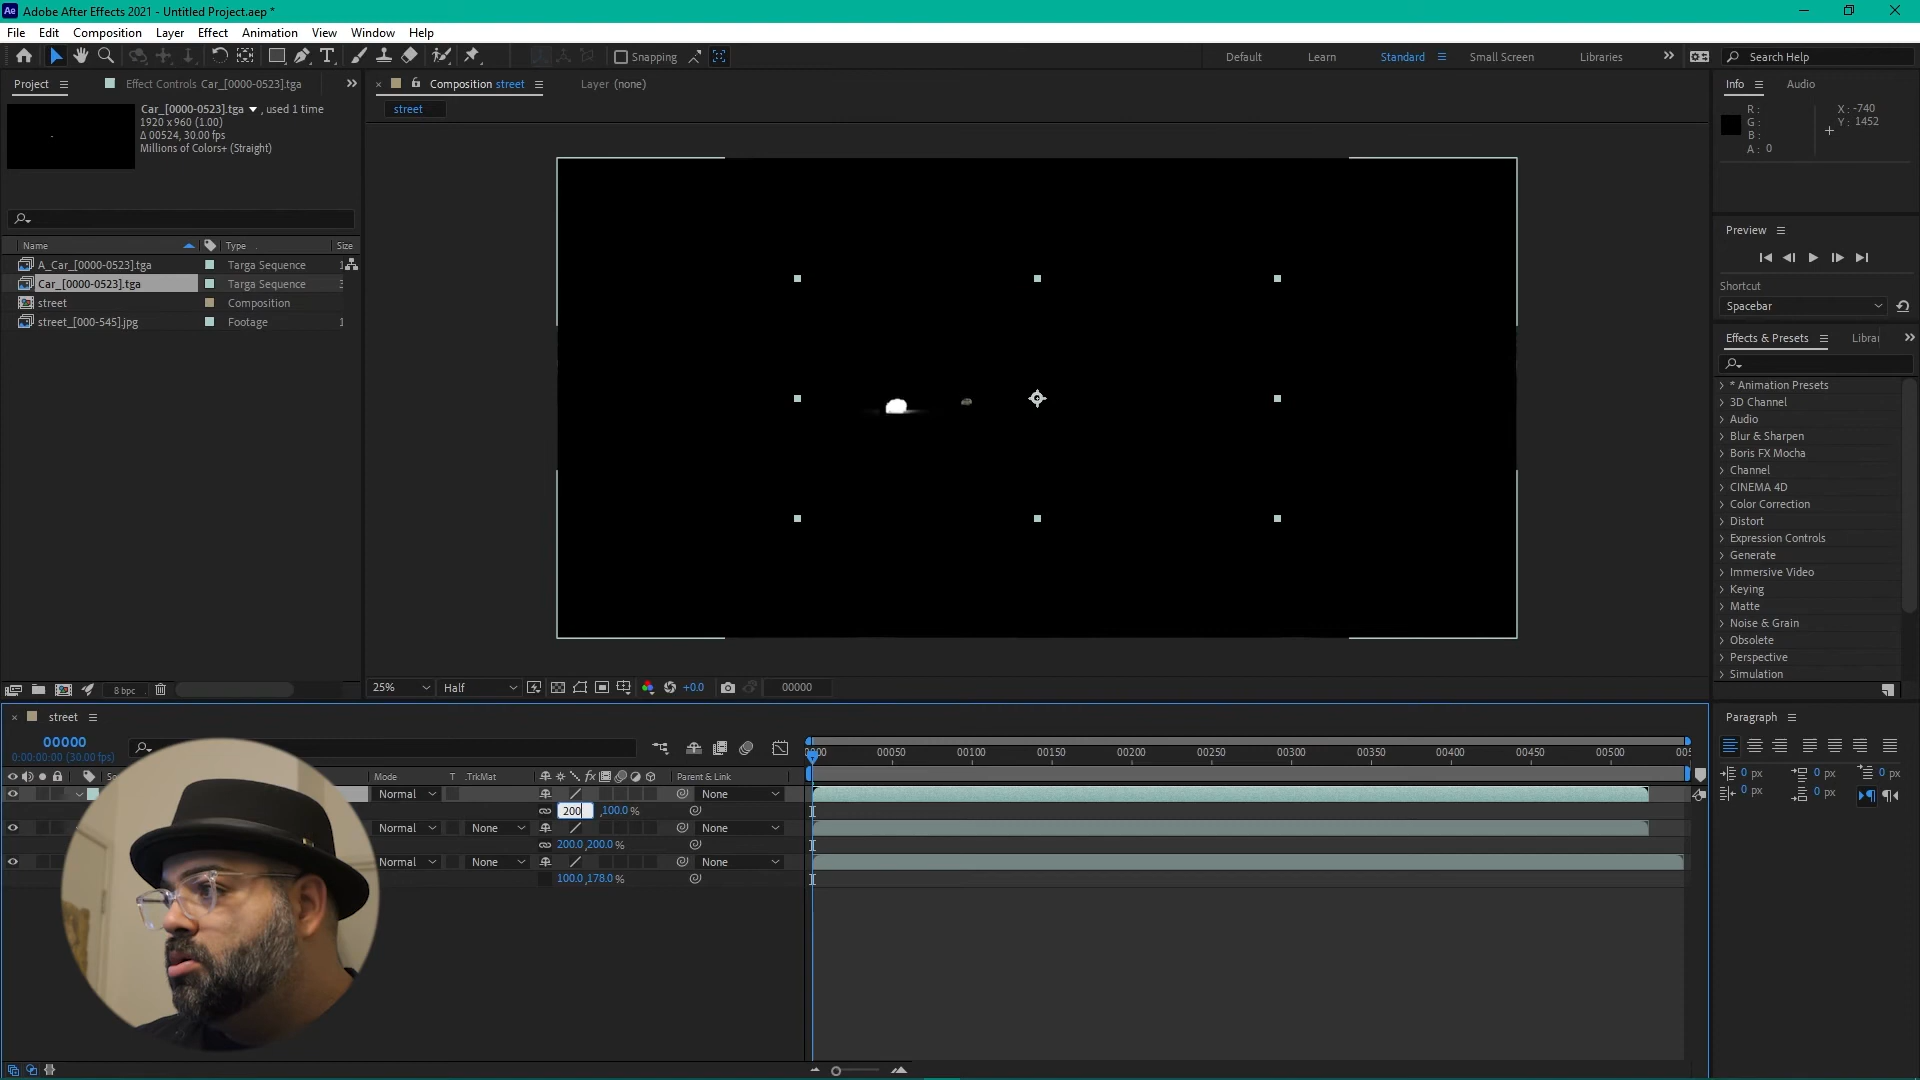 Ae Adobe After Effects 2021 - Untitled Project.aep *
File Edit Composition Layer Effect Animation View Window Help
Snapping
Default Learn Standard Small Screen Libraries
Search Help
Project Effect Controls Car_[0000-0523].tga
Car_[0000-0523].tga , used 1 time
1920 x 960 (1.00)
Δ 00524, 30.00 fps
Millions of Colors+ (Straight)
Name Type Size
A_Car_[0000-0523].tga Targa Sequence 1
Car_[0000-0523].tga Targa Sequence 3
street Composition
street_[000-545].jpg Footage 1
8 bpc
Composition street Layer (none)
street
25% Half +0.0 00000
Info Audio
R : X : -740
G : Y : 1452
B :
A : 0
Preview
Shortcut
Spacebar
Effects & Presets Librar
* Animation Presets
3D Channel
Audio
Blur & Sharpen
Boris FX Mocha
Channel
CINEMA 4D
Color Correction
Distort
Expression Controls
Generate
Immersive Video
Keying
Matte
Noise & Grain
Obsolete
Perspective
Simulation
Paragraph
0 px 0 px 0 px
0 px 0 px
street
00000
0:00:00:00 (30.00 fps)
0000 00050 00100 00150 00200 00250 00300 00350 00400 00450 00500 005
Mode T .TrkMat fx Parent & Link
Normal None
200 ,100.0 %
Normal None None
200.0 ,200.0 %
Normal None None
100.0 ,178.0 %